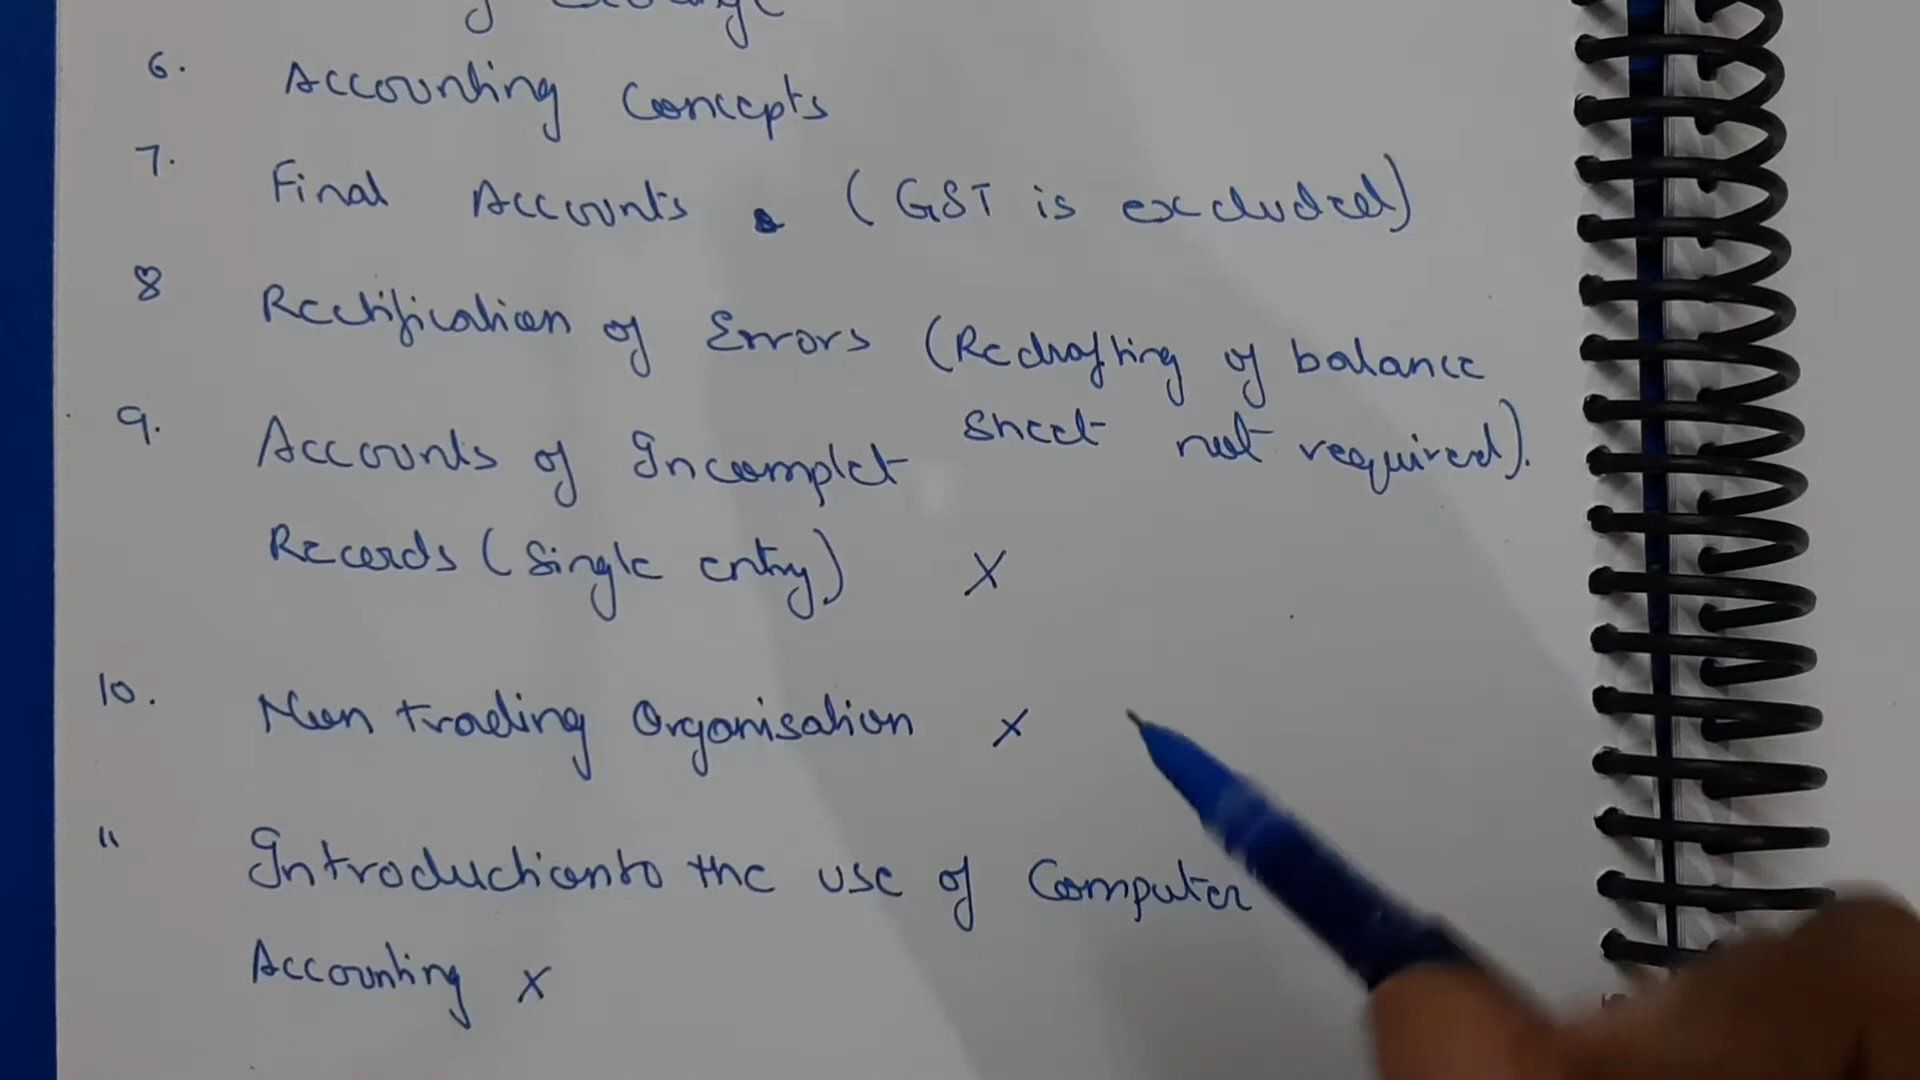 6. Accounting Concepts
7. Final Accounts (GST is excluded)
8 Rectification of Errors (Redrafting of balance
sheet not required).
9. Accounts of Incomplet
Records (Single entry) X
10. Non trading Organisation X
11 Introduction to the use of Computer
Accounting X